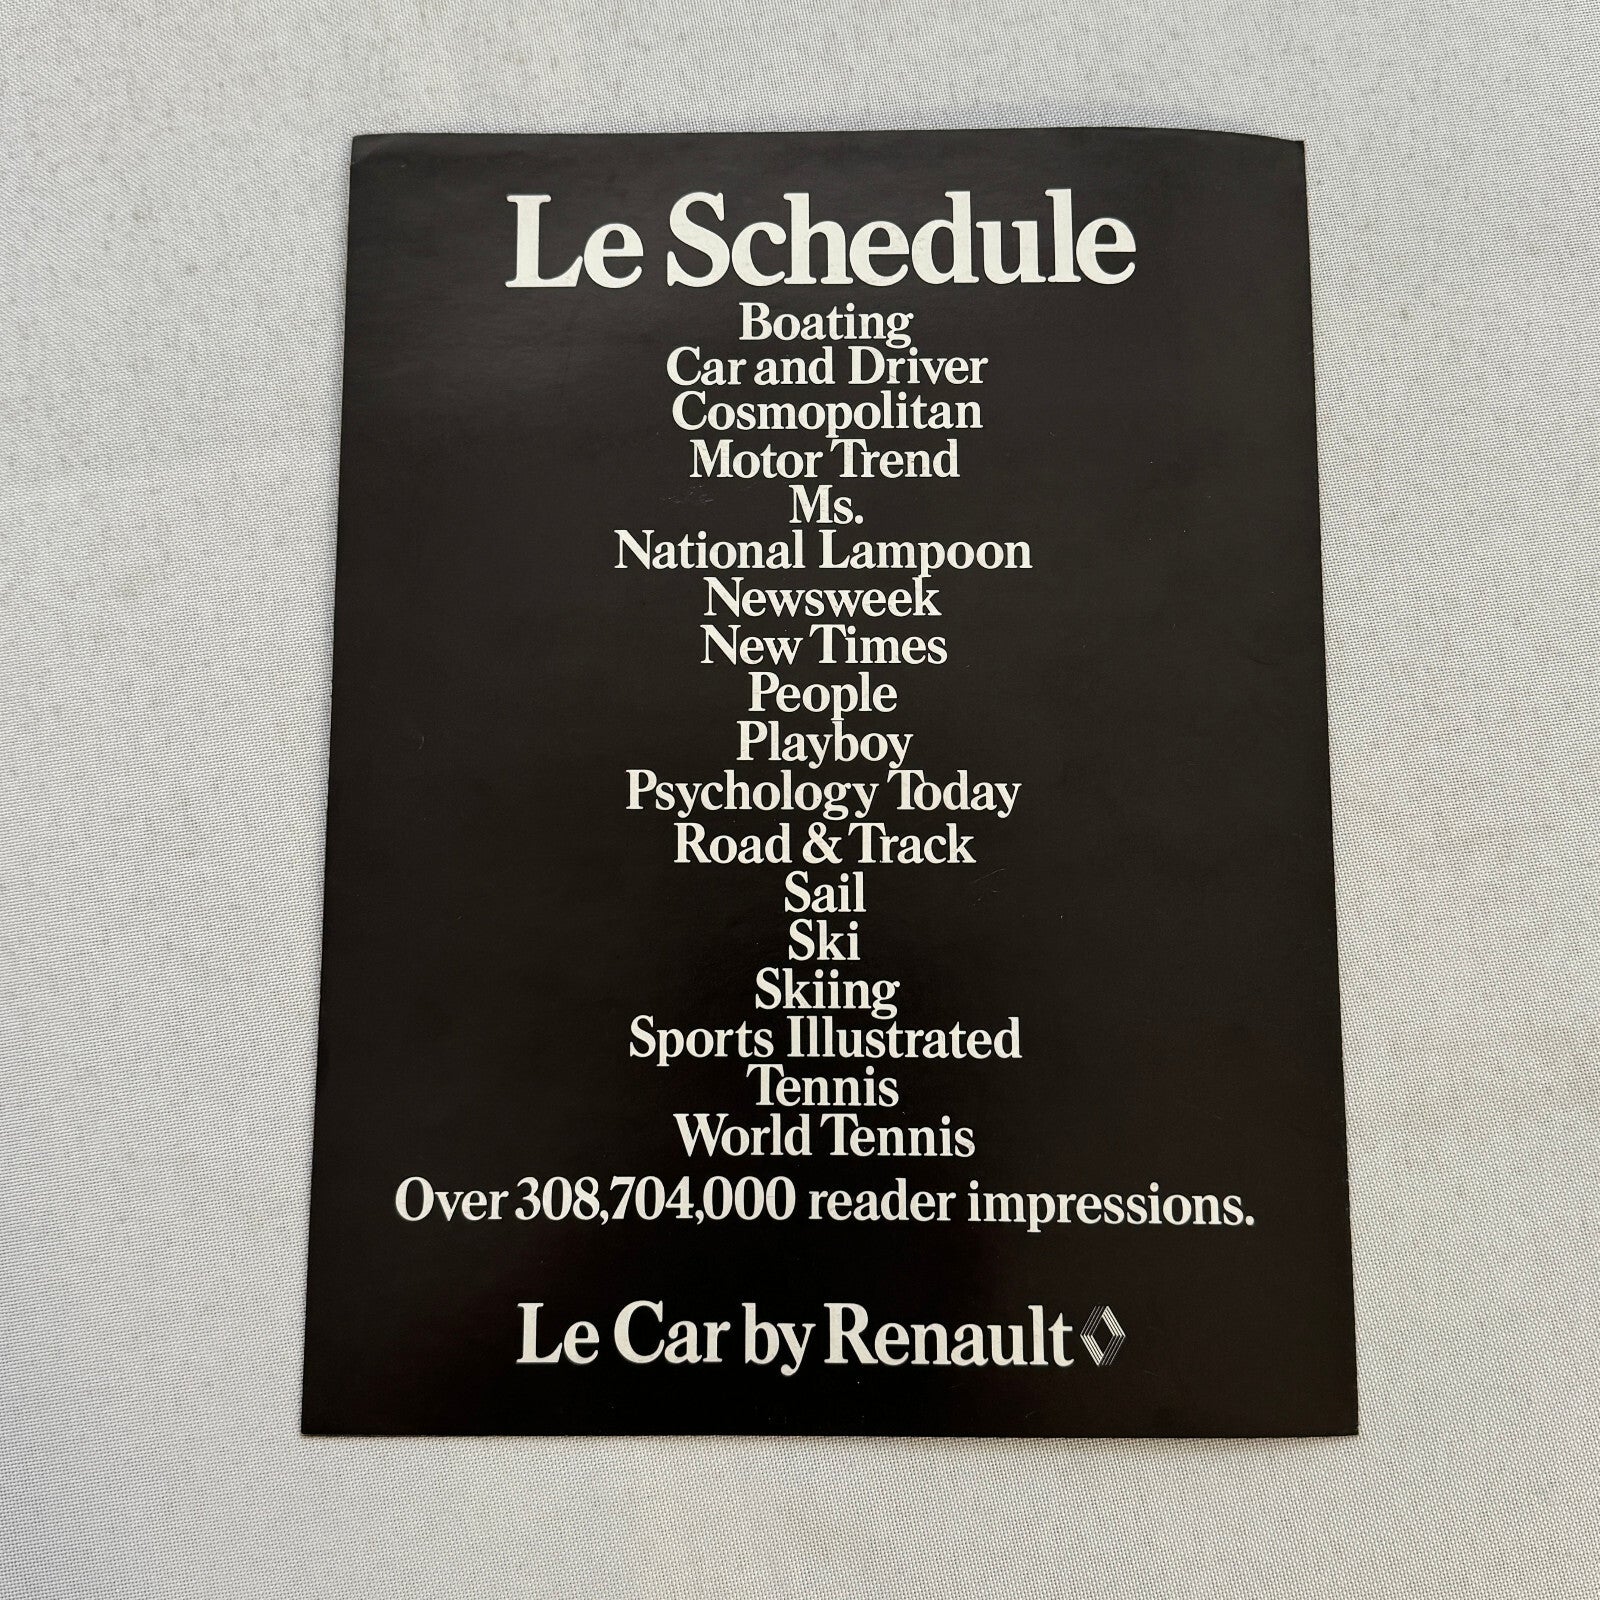 Le Schedule
Boating
Car and Driver
Cosmopolitan
Motor Trend
Ms.
National Lampoon
Newsweek
New Times
People
Playboy
Psychology Today
Road & Track
Sail
Ski
Skiing
Sports Illustrated
Tennis
World Tennis
Over 308,704,000 reader impressions.
Le Car by Renault